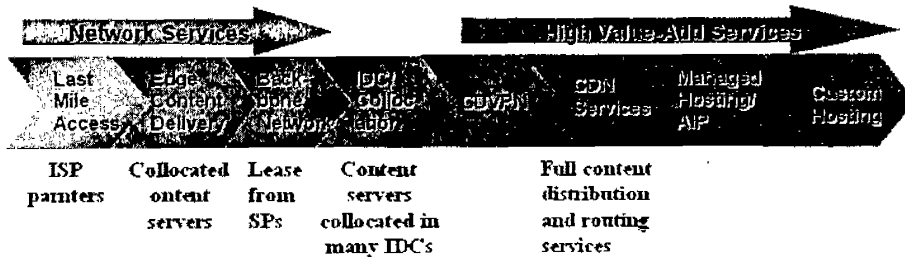 Network Services
High Value-Add Services
Last
Mile
Access
Edge
Content
Delivery
Back-
bone
Network
IDC/
Colloc-
ation
CDVPN
CDN
Services
Managed
Hosting/
AIP
Custom
Hosting
ISP
parnters
Collocated
ontent
servers
Lease
from
SPs
Content
servers
collocated in
many IDCs
Full content
distribution
and routing
services